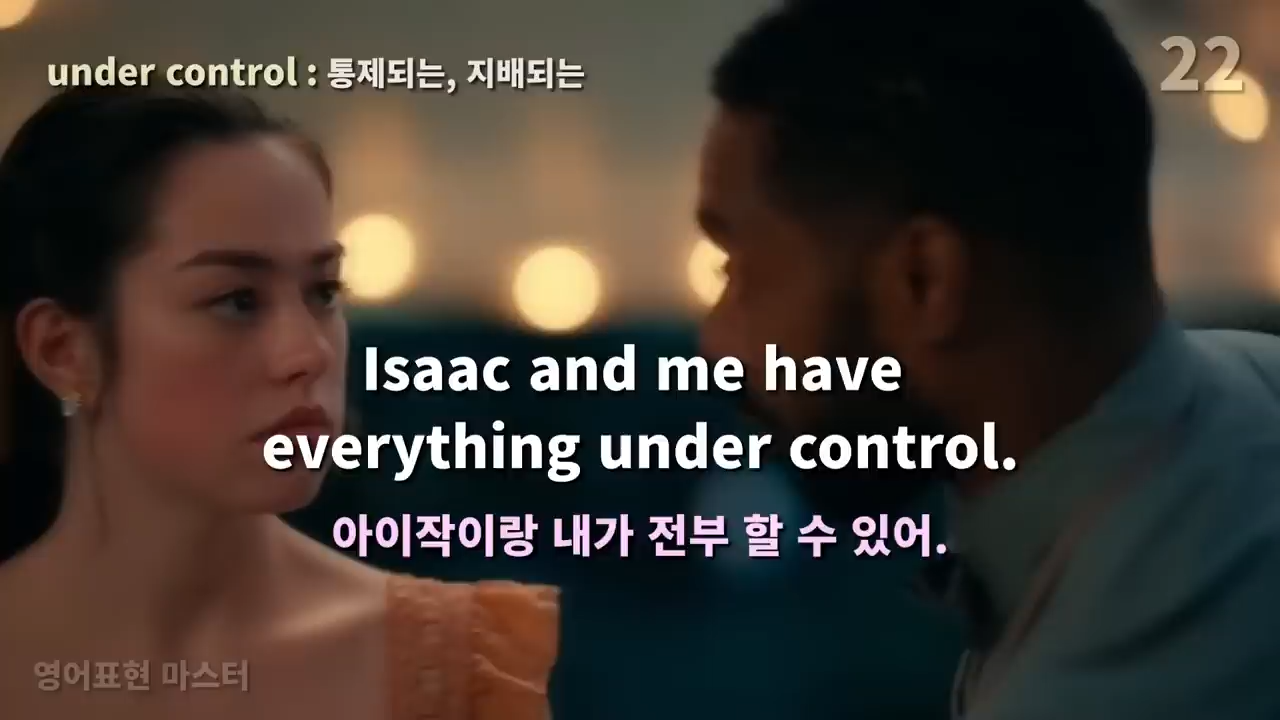 under control : 통제되는, 지배되는
22
Isaac and me have
everything under control.
아이작이랑 내가 전부 할 수 있어.
영어표현 마스터